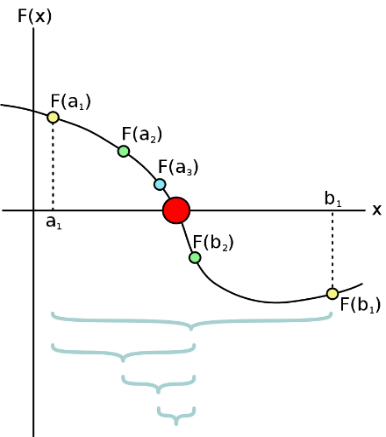 F(x)
F(a₁)
F(a₂)
F(a₃)
b₁
x
a₁
F(b₂)
F(b₁)